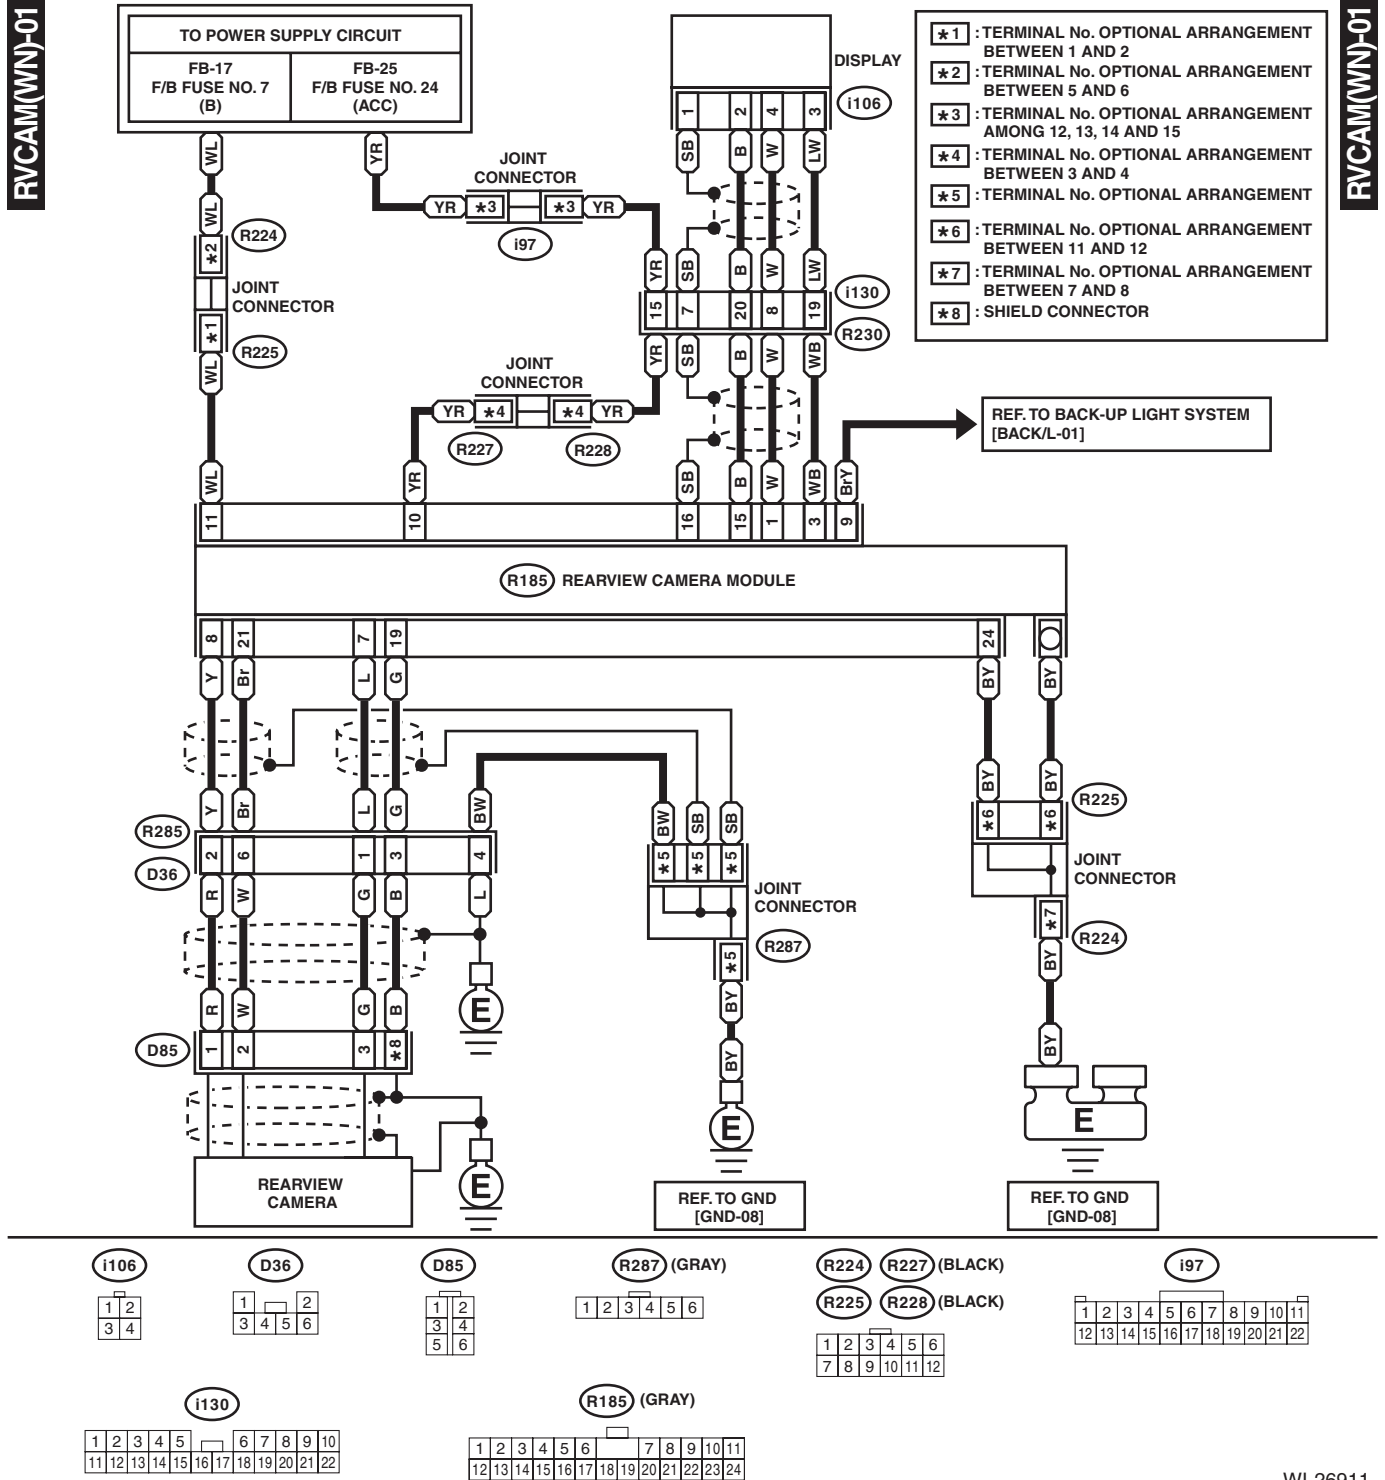 RVCAM(WN)-01
RVCAM(WN)-01
TO POWER SUPPLY CIRCUIT
FB-17
F/B FUSE NO. 7
(B)
FB-25
F/B FUSE NO. 24
(ACC)
DISPLAY
i106
1 2 4 3
*1 : TERMINAL No. OPTIONAL ARRANGEMENT
BETWEEN 1 AND 2
*2 : TERMINAL No. OPTIONAL ARRANGEMENT
BETWEEN 5 AND 6
*3 : TERMINAL No. OPTIONAL ARRANGEMENT
AMONG 12, 13, 14 AND 15
*4 : TERMINAL No. OPTIONAL ARRANGEMENT
BETWEEN 3 AND 4
*5 : TERMINAL No. OPTIONAL ARRANGEMENT
*6 : TERMINAL No. OPTIONAL ARRANGEMENT
BETWEEN 11 AND 12
*7 : TERMINAL No. OPTIONAL ARRANGEMENT
BETWEEN 7 AND 8
*8 : SHIELD CONNECTOR
WL YR SB B W LW
JOINT
CONNECTOR
YR *3 *3 YR
i97
WL
R224
*2
JOINT
CONNECTOR
*1
R225
WL
YR SB B W LW
i130
15 7 20 8 19
R230
YR SB B W WB
JOINT
CONNECTOR
YR *4 *4 YR
R227 R228
REF. TO BACK-UP LIGHT SYSTEM
[BACK/L-01]
WL YR SB B W WB BrY
11 10 16 15 1 3 9
R185 REARVIEW CAMERA MODULE
8 21 7 19 24
Y Br L G BY BY
Y Br L G BW BW SB SB BY BY
R285
2 6 1 3 4
D36
R W G B L
*5 *5 *5
JOINT
CONNECTOR
R287
*5
BY
BY
R225
*6 *6
JOINT
CONNECTOR
*7
R224
BY
BY
R W G B
E
D85
1 2 3 *8
REARVIEW
CAMERA
E
E
E
REF. TO GND
[GND-08]
REF. TO GND
[GND-08]
i106
1 2
3 4
D36
1 2
3 4 5 6
D85
1 2
3 4
5 6
R287 (GRAY)
1 2 3 4 5 6
R224 R227 (BLACK)
R225 R228 (BLACK)
1 2 3 4 5 6
7 8 9 10 11 12
i97
1 2 3 4 5 6 7 8 9 10 11
12 13 14 15 16 17 18 19 20 21 22
i130
1 2 3 4 5 6 7 8 9 10
11 12 13 14 15 16 17 18 19 20 21 22
R185 (GRAY)
1 2 3 4 5 6 7 8 9 10 11
12 13 14 15 16 17 18 19 20 21 22 23 24
WI-26911